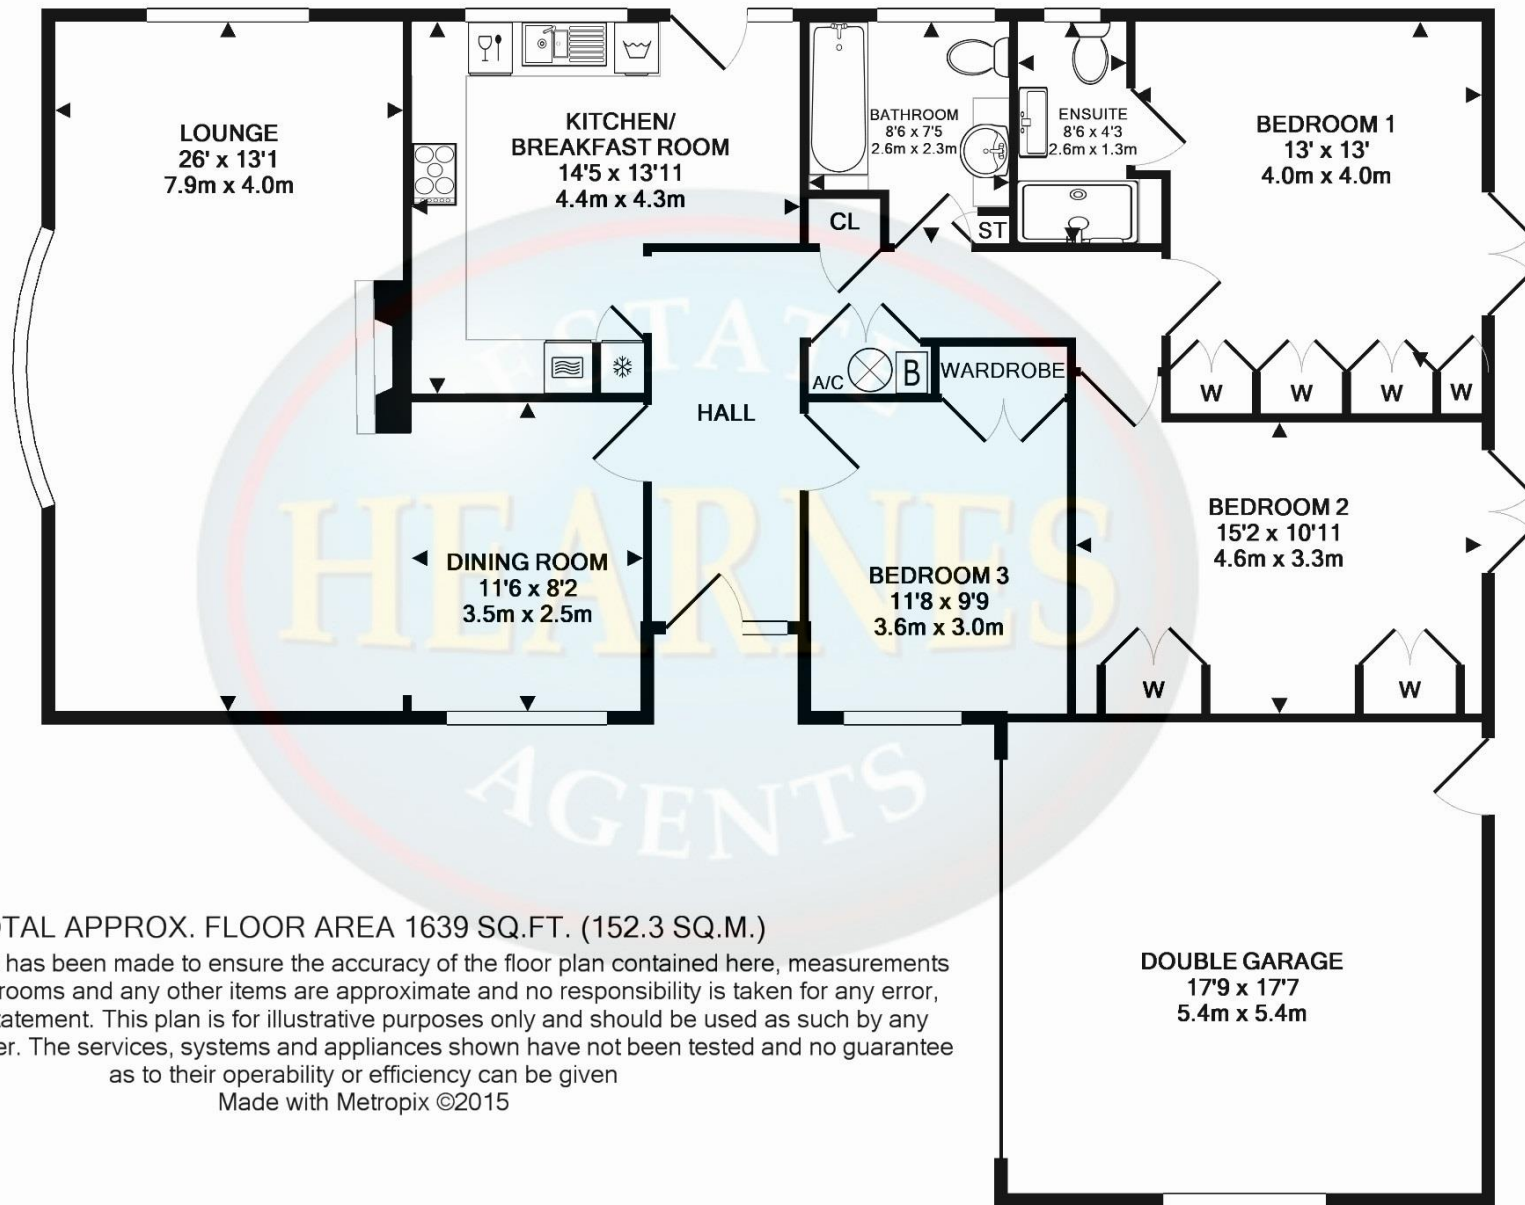 LOUNGE
26' x 13'1
7.9m x 4.0m
KITCHEN/
BREAKFAST ROOM
14'5 x 13'11
4.4m x 4.3m
BATHROOM
8'6 x 7'5
2.6m x 2.3m
ENSUITE
8'6 x 4'3
2.6m x 1.3m
BEDROOM 1
13' x 13'
4.0m x 4.0m
CL
ST
A/C
B
WARDROBE
W
W
W
W
HALL
DINING ROOM
11'6 x 8'2
3.5m x 2.5m
BEDROOM 3
11'8 x 9'9
3.6m x 3.0m
BEDROOM 2
15'2 x 10'11
4.6m x 3.3m
W
W
ESTATE
HEARNES
AGENTS
DOUBLE GARAGE
17'9 x 17'7
5.4m x 5.4m
OTAL APPROX. FLOOR AREA 1639 SQ.FT. (152.3 SQ.M.)
has been made to ensure the accuracy of the floor plan contained here, measurements
rooms and any other items are approximate and no responsibility is taken for any error,
atement. This plan is for illustrative purposes only and should be used as such by any
er. The services, systems and appliances shown have not been tested and no guarantee
as to their operability or efficiency can be given
Made with Metropix ©2015